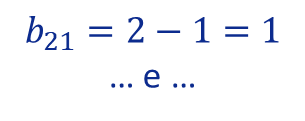 b₂₁ = 2 − 1 = 1
... e ...